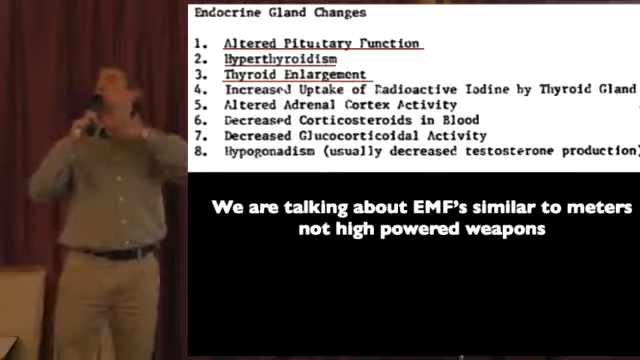 Endocrine Gland Changes
1. Altered Pituitary Function
2. Hyperthyroidism
3. Thyroid Enlargement
4. Increased Uptake of Radioactive Iodine by Thyroid Gland
5. Altered Adrenal Cortex Activity
6. Decreased Corticosteroids in Blood
7. Decreased Glucocorticoidal Activity
8. Hypogonadism (usually decreased testosterone production)
We are talking about EMF's similar to meters
not high powered weapons